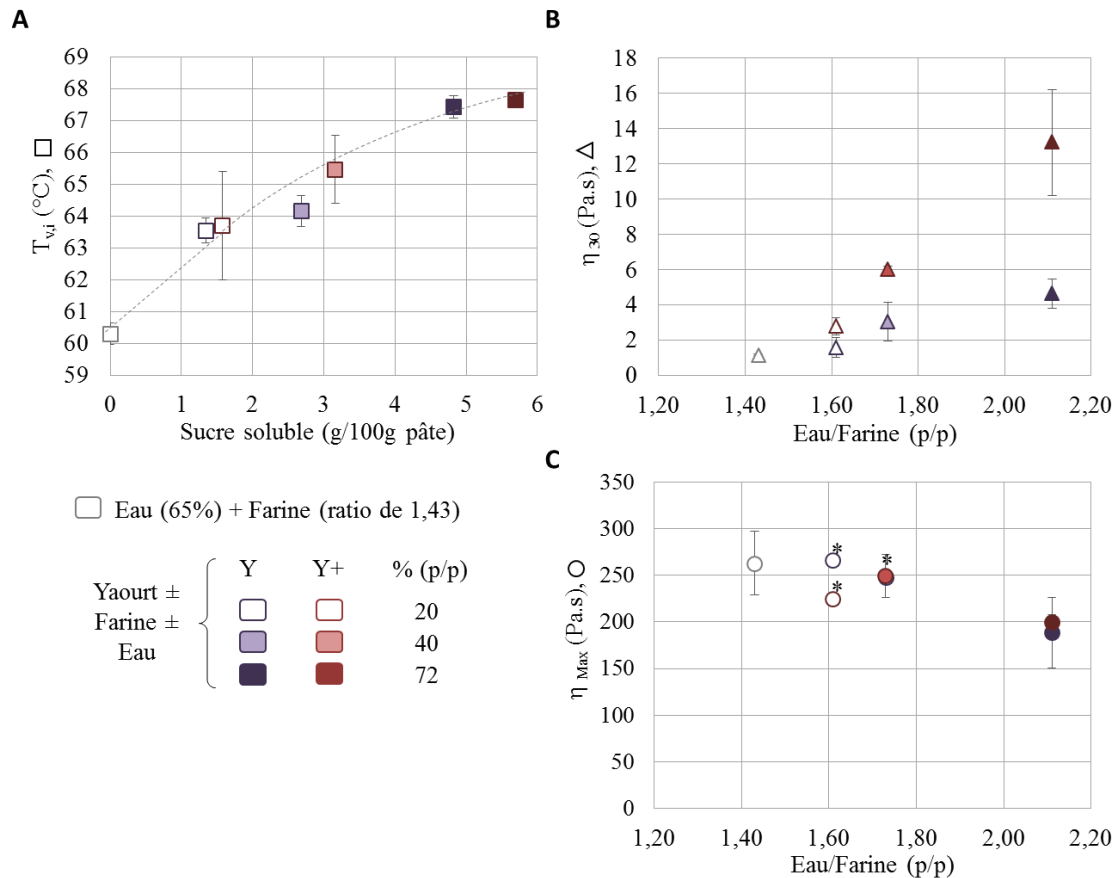 A
69
68
67
66
65
64
63
62
61
60
59
T v,i (°C), □
0 1 2 3 4 5 6
Sucre soluble (g/100g pâte)
B
18
16
14
12
10
8
6
4
2
0
η 30 (Pa.s), Δ
1,20 1,40 1,60 1,80 2,00 2,20
Eau/Farine (p/p)
Eau (65%) + Farine (ratio de 1,43)
Y Y+ % (p/p)
Yaourt ±
Farine ±
Eau
20
40
72
C
350
300
250
200
150
100
50
0
η Max (Pa.s), O
* * *
1,20 1,40 1,60 1,80 2,00 2,20
Eau/Farine (p/p)